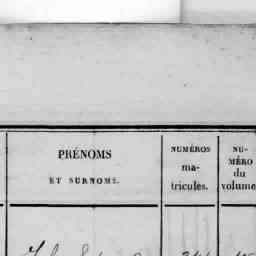 PRÉNOMS
ET SURNOMS.
NUMÉROS
ma-
tricules.
NU-
MÉRO
du
volume